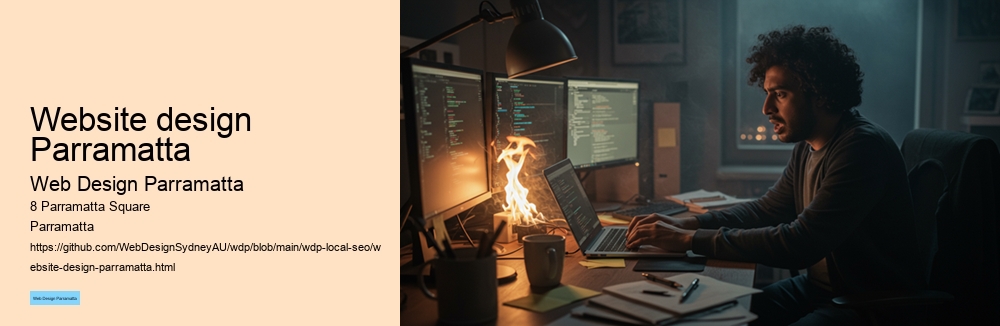 Website design
Parramatta
Web Design Parramatta
8 Parramatta Square
Parramatta
https://github.com/WebDesignSydneyAU/wdp/blob/main/wdp-local-seo/w
ebsite-design-parramatta.html
Web Design Parramatta